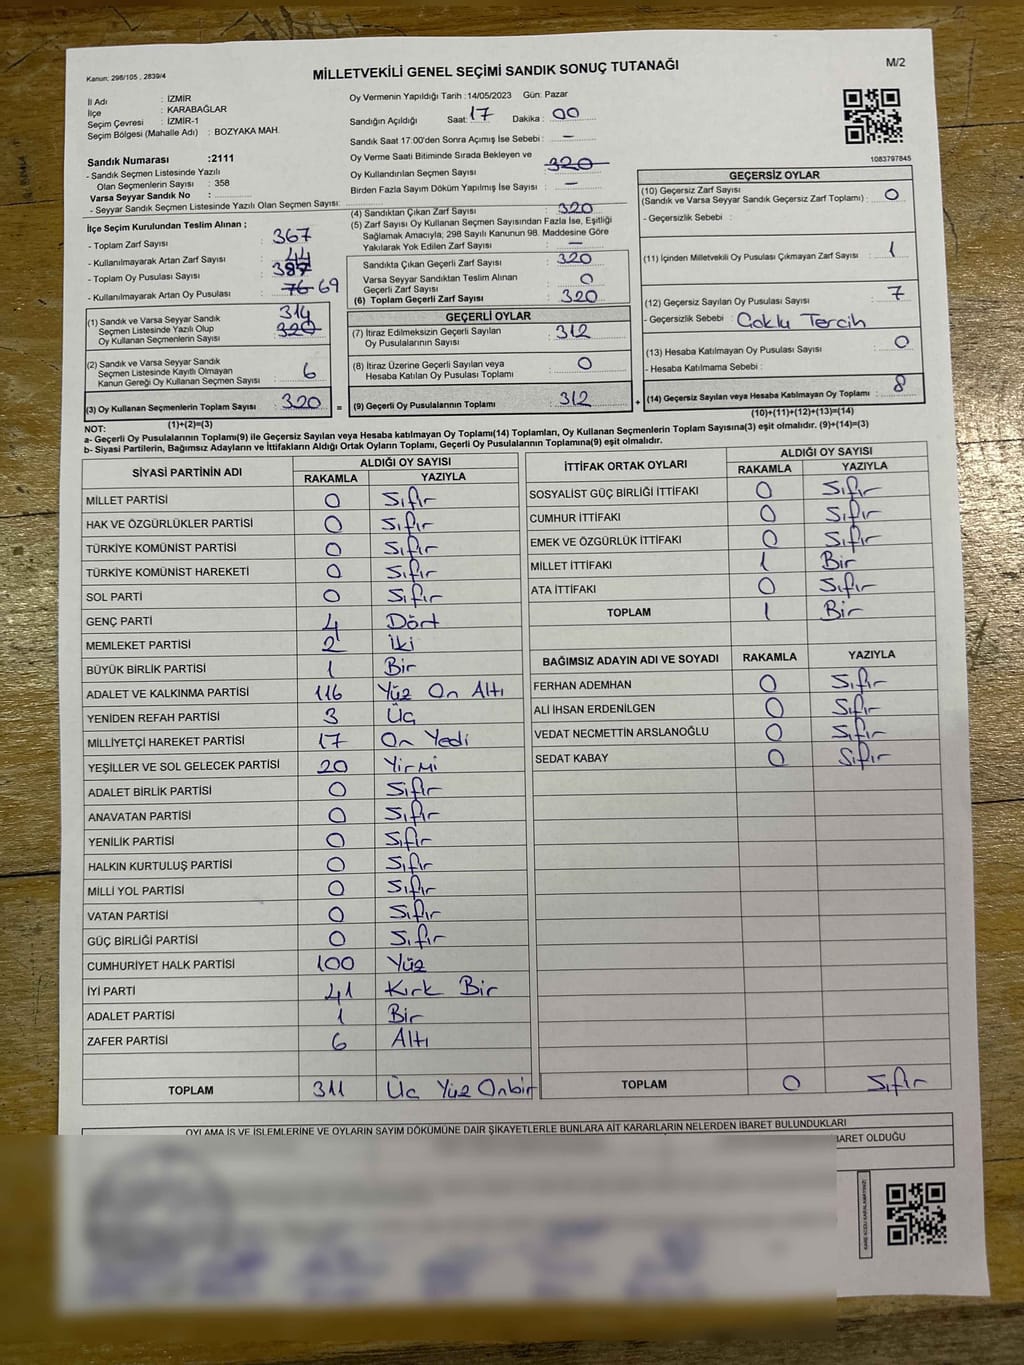 Kanun: 298/105 , 2839/4
MİLLETVEKİLİ GENEL SEÇİMİ SANDIK SONUÇ TUTANAĞI
M/2
İl Adı : İZMİR
İlçe : KARABAĞLAR
Seçim Çevresi : İZMİR-1
Seçim Bölgesi (Mahalle Adı) : BOZYAKA MAH.
Sandık Numarası :2111
- Sandık Seçmen Listesinde Yazılı
Olan Seçmenlerin Sayısı : 358
Varsa Seyyar Sandık No :
- Seyyar Sandık Seçmen Listesinde Yazılı Olan Seçmen Sayısı:
Oy Vermenin Yapıldığı Tarih :14/05/2023 Gün: Pazar
Sandığın Açıldığı Saat: 17 Dakika : 00
Sandık Saat 17:00'den Sonra Açımış İse Sebebi : –
Oy Verme Saati Bitiminde Sırada Bekleyen ve
Oy Kullandırılan Seçmen Sayısı : 320
Birden Fazla Sayım Döküm Yapılmış İse Sayısı : –
1083797845
İlçe Seçim Kurulundan Teslim Alınan ;
- Toplam Zarf Sayısı : 367
- Kullanılmayarak Artan Zarf Sayısı : 44
- Toplam Oy Pusulası Sayısı : 387
- Kullanılmayarak Artan Oy Pusulası : 76 69
(1) Sandık ve Varsa Seyyar Sandık 314
Seçmen Listesinde Yazılı Olup
Oy Kullanan Seçmenlerin Sayısı : 320
(2) Sandık ve Varsa Seyyar Sandık
Seçmen Listesinde Kayıtlı Olmayan
Kanun Gereği Oy Kullanan Seçmen Sayısı : 6
(3) Oy Kullanan Seçmenlerin Toplam Sayısı : 320
(1)+(2)=(3)
(4) Sandıktan Çıkan Zarf Sayısı : 320
(5) Zarf Sayısı Oy Kullanan Seçmen Sayısından Fazla İse, Eşitliği
Sağlamak Amacıyla; 298 Sayılı Kanunun 98. Maddesine Göre
Yakılarak Yok Edilen Zarf Sayısı : –
Sandıkta Çıkan Geçerli Zarf Sayısı : 320
Varsa Seyyar Sandıktan Teslim Alınan
Geçerli Zarf Sayısı : 0
(6) Toplam Geçerli Zarf Sayısı : 320
GEÇERLİ OYLAR
(7) İtiraz Edilmeksizin Geçerli Sayılan
Oy Pusulalarının Sayısı : 312
(8) İtiraz Üzerine Geçerli Sayılan veya
Hesaba Katılan Oy Pusulası Toplamı : 0
= (9) Geçerli Oy Pusulalarının Toplamı : 312
GEÇERSİZ OYLAR
(10) Geçersiz Zarf Sayısı
(Sandık ve Varsa Seyyar Sandık Geçersiz Zarf Toplamı) : 0
- Geçersizlik Sebebi :
(11) İçinden Milletvekili Oy Pusulası Çıkmayan Zarf Sayısı : 1
(12) Geçersiz Sayılan Oy Pusulası Sayısı : 7
- Geçersizlik Sebebi : Çoklu Tercih
(13) Hesaba Katılmayan Oy Pusulası Sayısı : 0
- Hesaba Katılmama Sebebi :
+ (14) Geçersiz Sayılan veya Hesaba Katılmayan Oy Toplamı : 8
(10)+(11)+(12)+(13)=(14)
NOT:
a- Geçerli Oy Pusulalarının Toplamı(9) ile Geçersiz Sayılan veya Hesaba katılmayan Oy Toplamı(14) Toplamları, Oy Kullanan Seçmenlerin Toplam Sayısına(3) eşit olmalıdır. (9)+(14)=(3)
b- Siyasi Partilerin, Bağımsız Adayların ve İttifakların Aldığı Ortak Oyların Toplamı, Geçerli Oy Pusulalarının Toplamına(9) eşit olmalıdır.
SİYASİ PARTİNİN ADI ALDIĞI OY SAYISI
RAKAMLA YAZIYLA
MİLLET PARTİSİ 0 Sıfır
HAK VE ÖZGÜRLÜKLER PARTİSİ 0 Sıfır
TÜRKİYE KOMÜNİST PARTİSİ 0 Sıfır
TÜRKİYE KOMÜNİST HAREKETİ 0 Sıfır
SOL PARTİ 0 Sıfır
GENÇ PARTİ 4 Dört
MEMLEKET PARTİSİ 2 İki
BÜYÜK BİRLİK PARTİSİ 1 Bir
ADALET VE KALKINMA PARTİSİ 116 Yüz On Altı
YENİDEN REFAH PARTİSİ 3 Üç
MİLLİYETÇİ HAREKET PARTİSİ 17 On Yedi
YEŞİLLER VE SOL GELECEK PARTİSİ 20 Yirmi
ADALET BİRLİK PARTİSİ 0 Sıfır
ANAVATAN PARTİSİ 0 Sıfır
YENİLİK PARTİSİ 0 Sıfır
HALKIN KURTULUŞ PARTİSİ 0 Sıfır
MİLLİ YOL PARTİSİ 0 Sıfır
VATAN PARTİSİ 0 Sıfır
GÜÇ BİRLİĞİ PARTİSİ 0 Sıfır
CUMHURİYET HALK PARTİSİ 100 Yüz
İYİ PARTİ 41 Kırk Bir
ADALET PARTİSİ 1 Bir
ZAFER PARTİSİ 6 Altı
TOPLAM 311 Üç Yüz Onbir
İTTİFAK ORTAK OYLARI ALDIĞI OY SAYISI
RAKAMLA YAZIYLA
SOSYALİST GÜÇ BİRLİĞİ İTTİFAKI 0 Sıfır
CUMHUR İTTİFAKI 0 Sıfır
EMEK VE ÖZGÜRLÜK İTTİFAKI 0 Sıfır
MİLLET İTTİFAKI 1 Bir
ATA İTTİFAKI 0 Sıfır
TOPLAM 1 Bir
BAĞIMSIZ ADAYIN ADI VE SOYADI RAKAMLA YAZIYLA
FERHAN ADEMHAN 0 Sıfır
ALİ İHSAN ERDENİLGEN 0 Sıfır
VEDAT NECMETTİN ARSLANOĞLU 0 Sıfır
SEDAT KABAY 0 Sıfır
TOPLAM 0 Sıfır
OYLAMA İŞ VE İŞLEMLERİNE VE OYLARIN SAYIM DÖKÜMÜNE DAİR ŞİKAYETLERLE BUNLARA AİT KARARLARIN NELERDEN İBARET BULUNDUKLARI
BARET OLDUĞU
KARE KODU KARALAMAYINIZ!